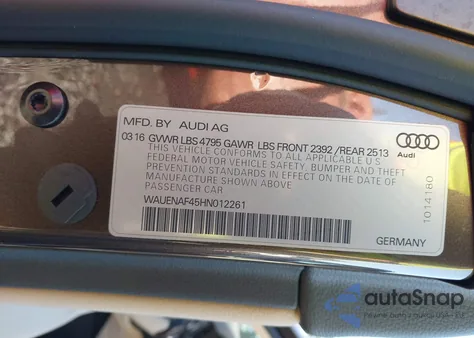 MFD. BY AUDI AG
03 16 GVWR LBS 4795 GAWR LBS FRONT 2392 /REAR 2513
THIS VEHICLE CONFORMS TO ALL APPLICABLE U.S.
FEDERAL MOTOR VEHICLE SAFETY, BUMPER AND THEFT
PREVENTION STANDARDS IN EFFECT ON THE DATE OF
MANUFACTURE SHOWN ABOVE
PASSENGER CAR
WAUENAF45HN012261
Audi
1014180
GERMANY
autoSnap